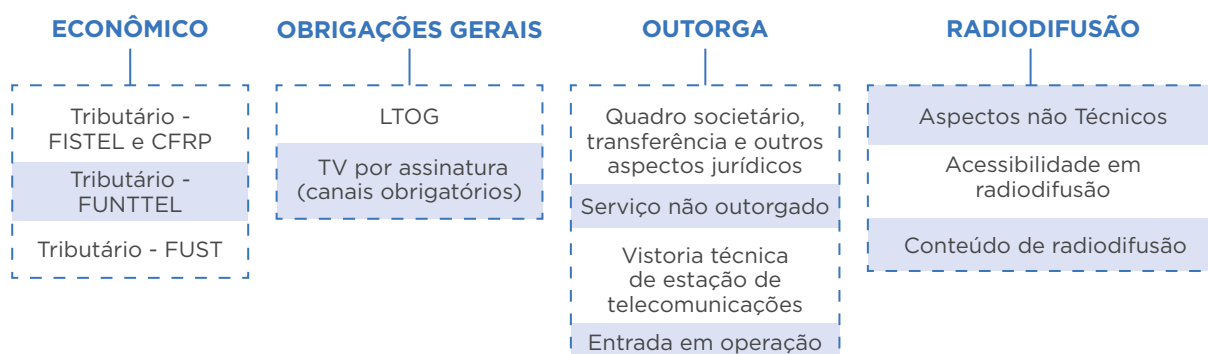 ECONÔMICO
Tributário -
FISTEL e CFRP
Tributário -
FUNTTEL
Tributário - FUST
OBRIGAÇÕES GERAIS
LTOG
TV por assinatura
(canais obrigatórios)
OUTORGA
Quadro societário,
transferência e outros
aspectos jurídicos
Serviço não outorgado
Vistoria técnica
de estação de
telecomunicações
Entrada em operação
RADIODIFUSÃO
Aspectos não Técnicos
Acessibilidade em
radiodifusão
Conteúdo de radiodifusão